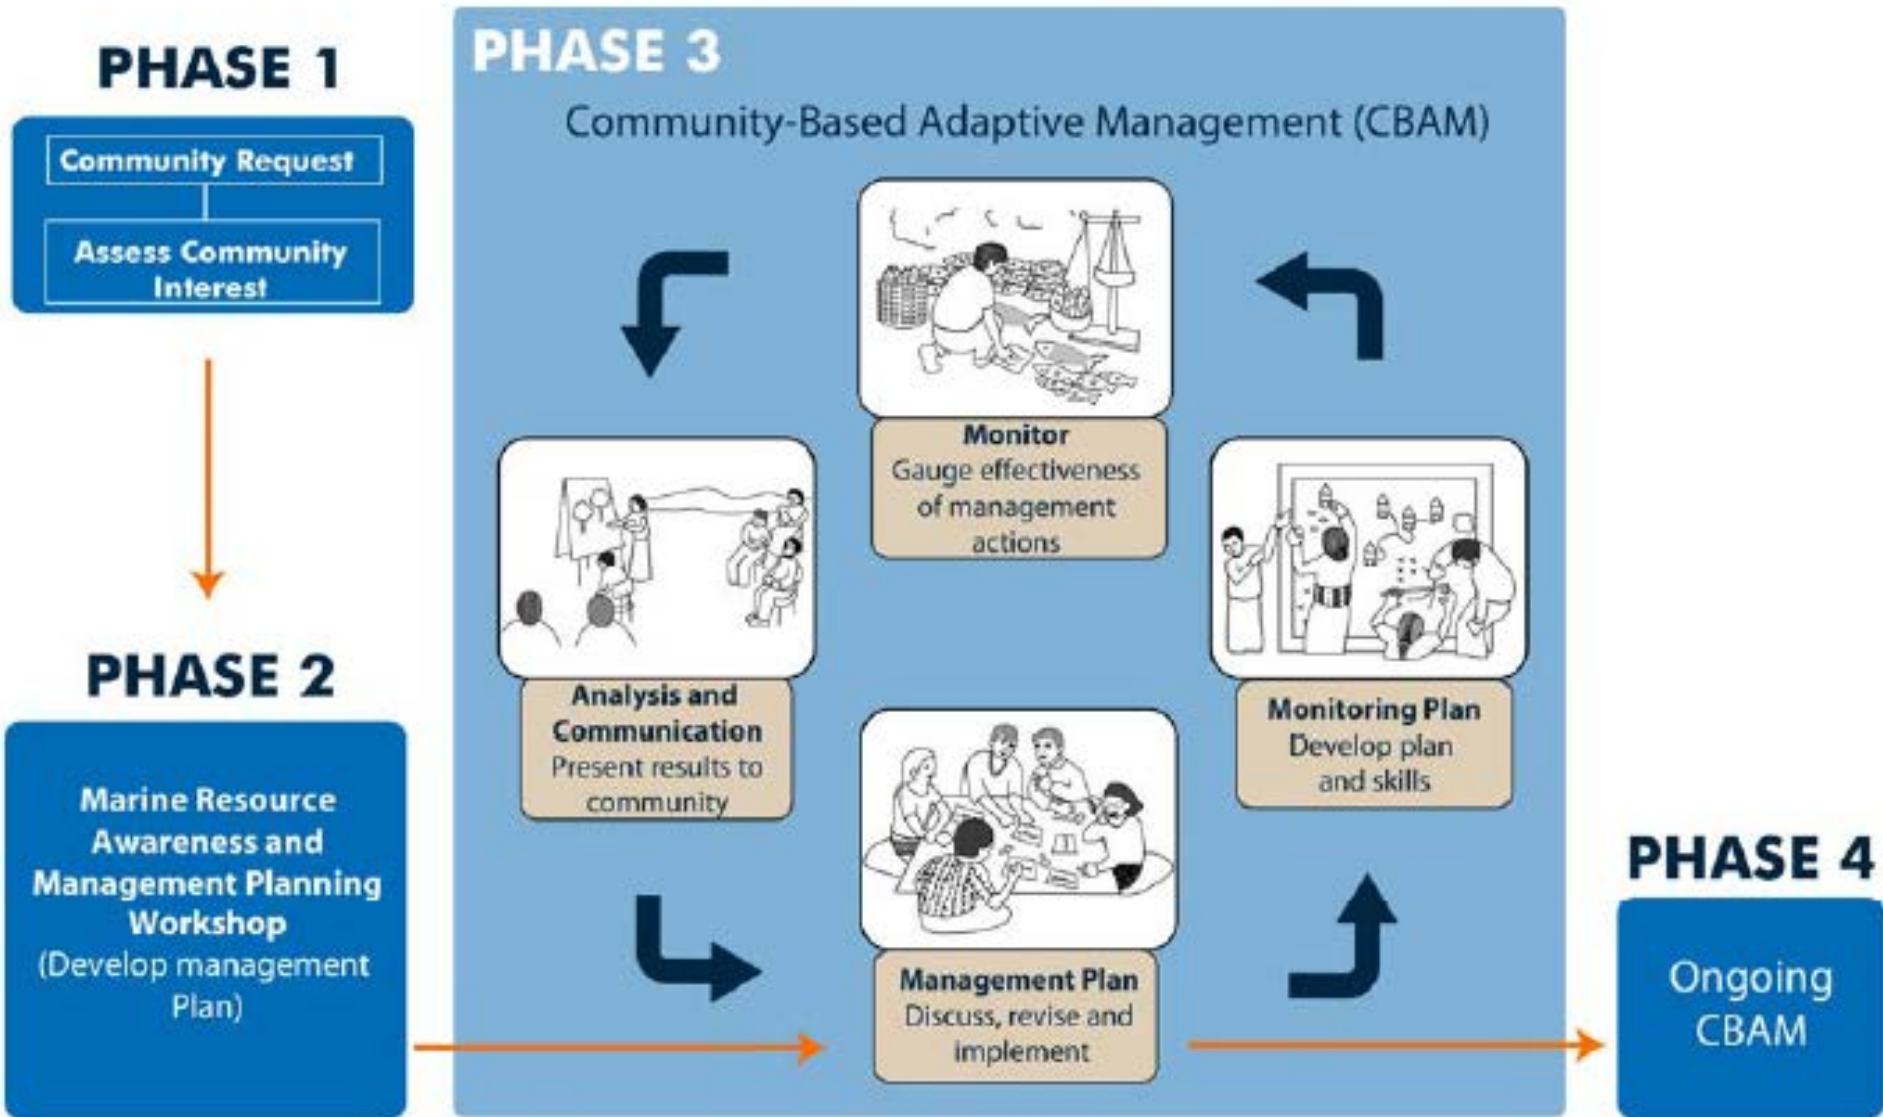 PHASE 1
Community Request
Assess Community
Interest
PHASE 2
Marine Resource
Awareness and
Management Planning
Workshop
(Develop management
Plan)
PHASE 3
Community-Based Adaptive Management (CBAM)
Monitor
Gauge effectiveness
of management
actions
Analysis and
Communication
Present results to
community
Monitoring Plan
Develop plan
and skills
Management Plan
Discuss, revise and
implement
PHASE 4
Ongoing
CBAM